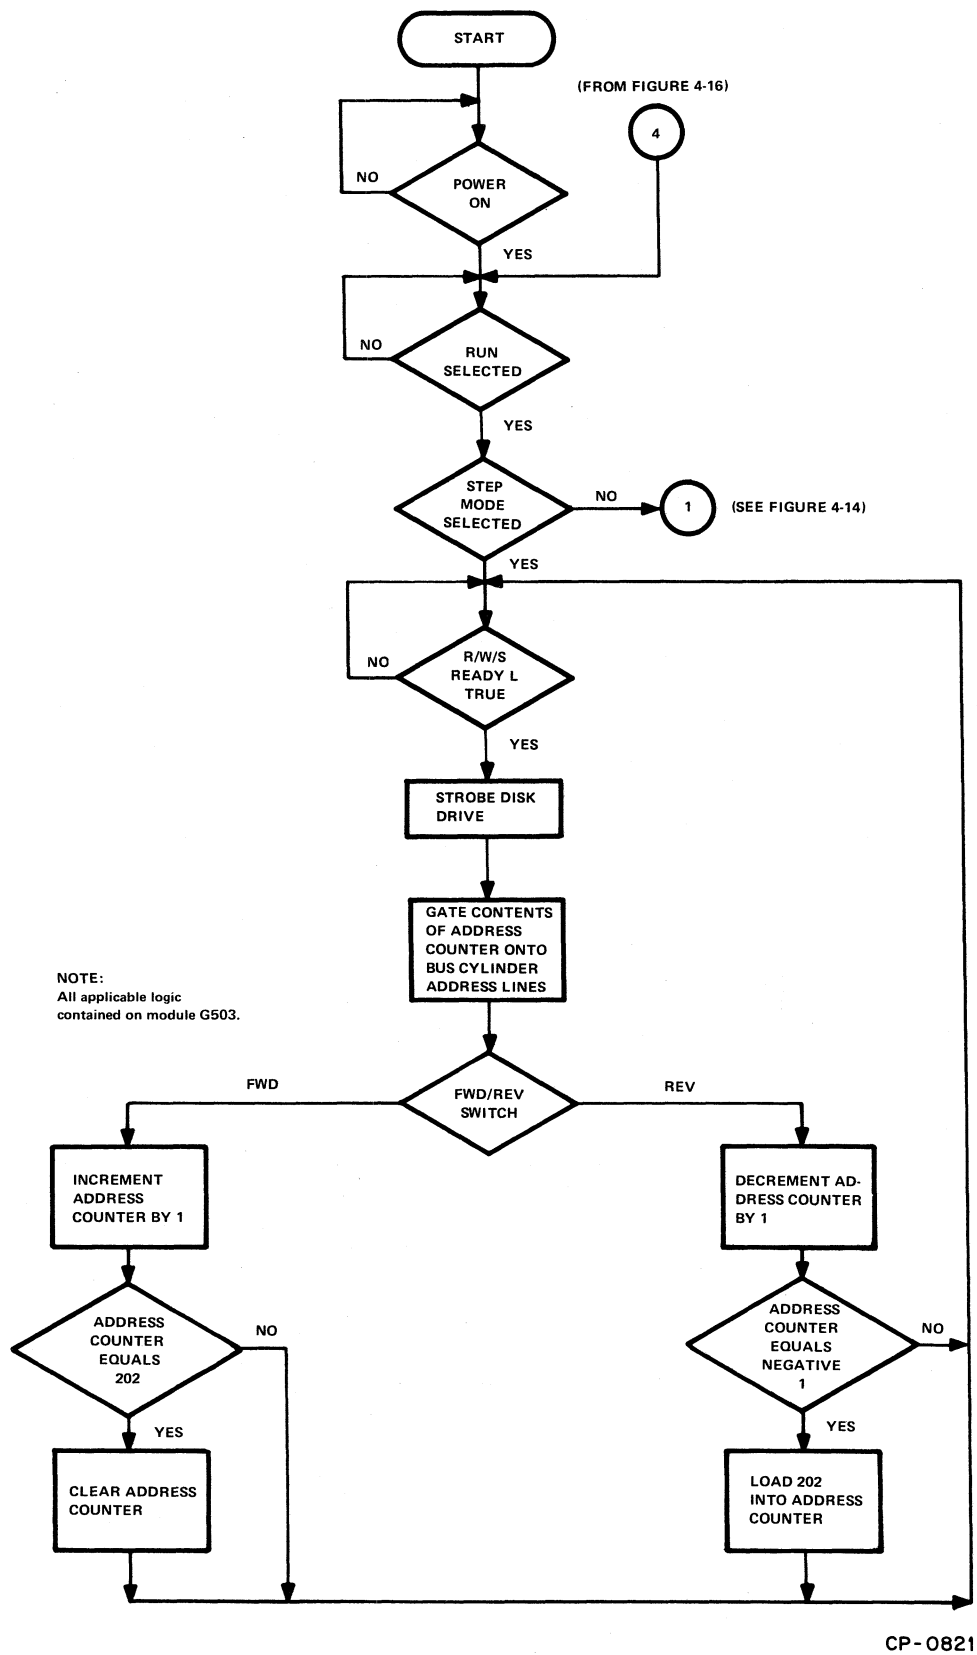 START
(FROM FIGURE 4-16)
4
NO
POWER
ON
YES
NO
RUN
SELECTED
YES
STEP
MODE
SELECTED
NO
1
(SEE FIGURE 4-14)
YES
NO
R/W/S
READY L
TRUE
YES
STROBE DISK
DRIVE
GATE CONTENTS
OF ADDRESS
COUNTER ONTO
BUS CYLINDER
ADDRESS LINES
NOTE:
All applicable logic
contained on module G503.
FWD
FWD/REV
SWITCH
REV
INCREMENT
ADDRESS
COUNTER BY 1
DECREMENT AD-
DRESS COUNTER
BY 1
ADDRESS
COUNTER
EQUALS
202
NO
ADDRESS
COUNTER
EQUALS
NEGATIVE
1
NO
YES
YES
CLEAR ADDRESS
COUNTER
LOAD 202
INTO ADDRESS
COUNTER
CP-0821